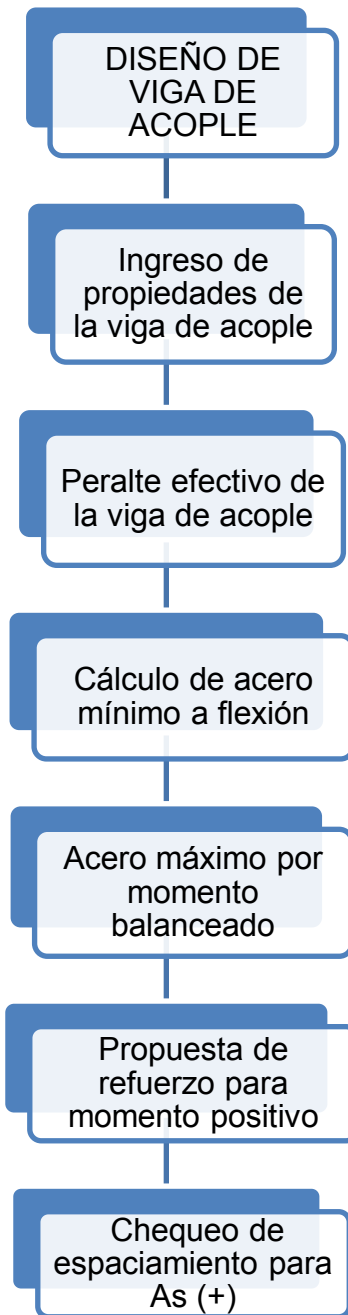 DISEÑO DE
VIGA DE
ACOPLE
Ingreso de
propiedades de
la viga de acople
Peralte efectivo de
la viga de acople
Cálculo de acero
mínimo a flexión
Acero máximo por
momento
balanceado
Propuesta de
refuerzo para
momento positivo
Chequeo de
espaciamiento para
As (+)